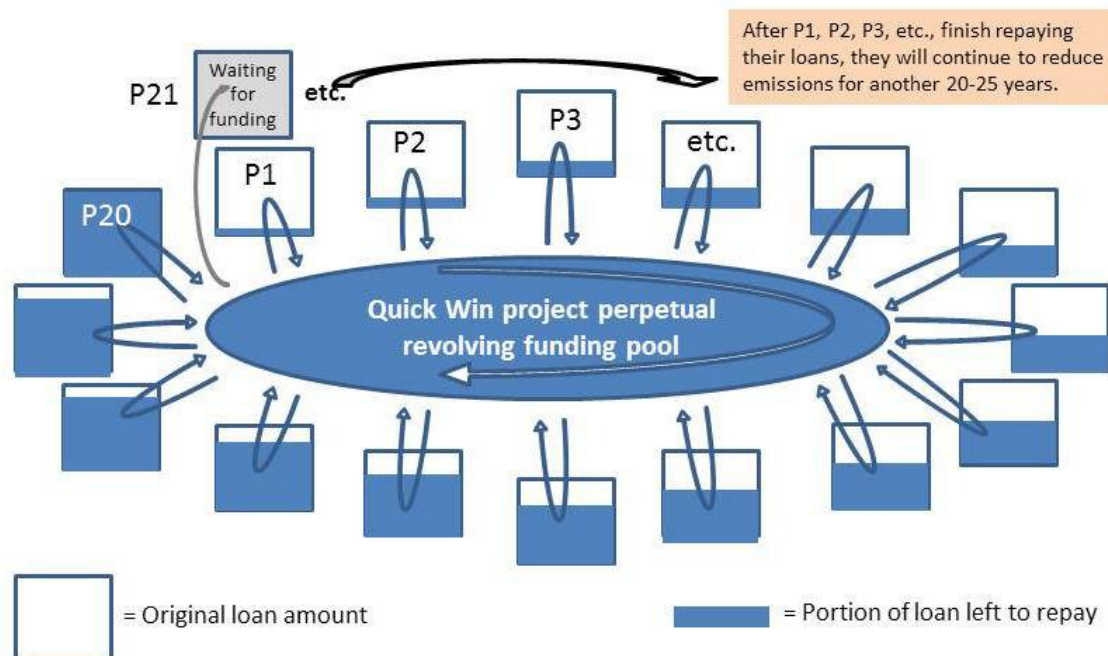 After P1, P2, P3, etc., finish repaying
their loans, they will continue to reduce
emissions for another 20-25 years.
P21
Waiting
for
funding
etc.
P20
P1
P2
P3
etc.
Quick Win project perpetual
revolving funding pool
= Original loan amount
= Portion of loan left to repay